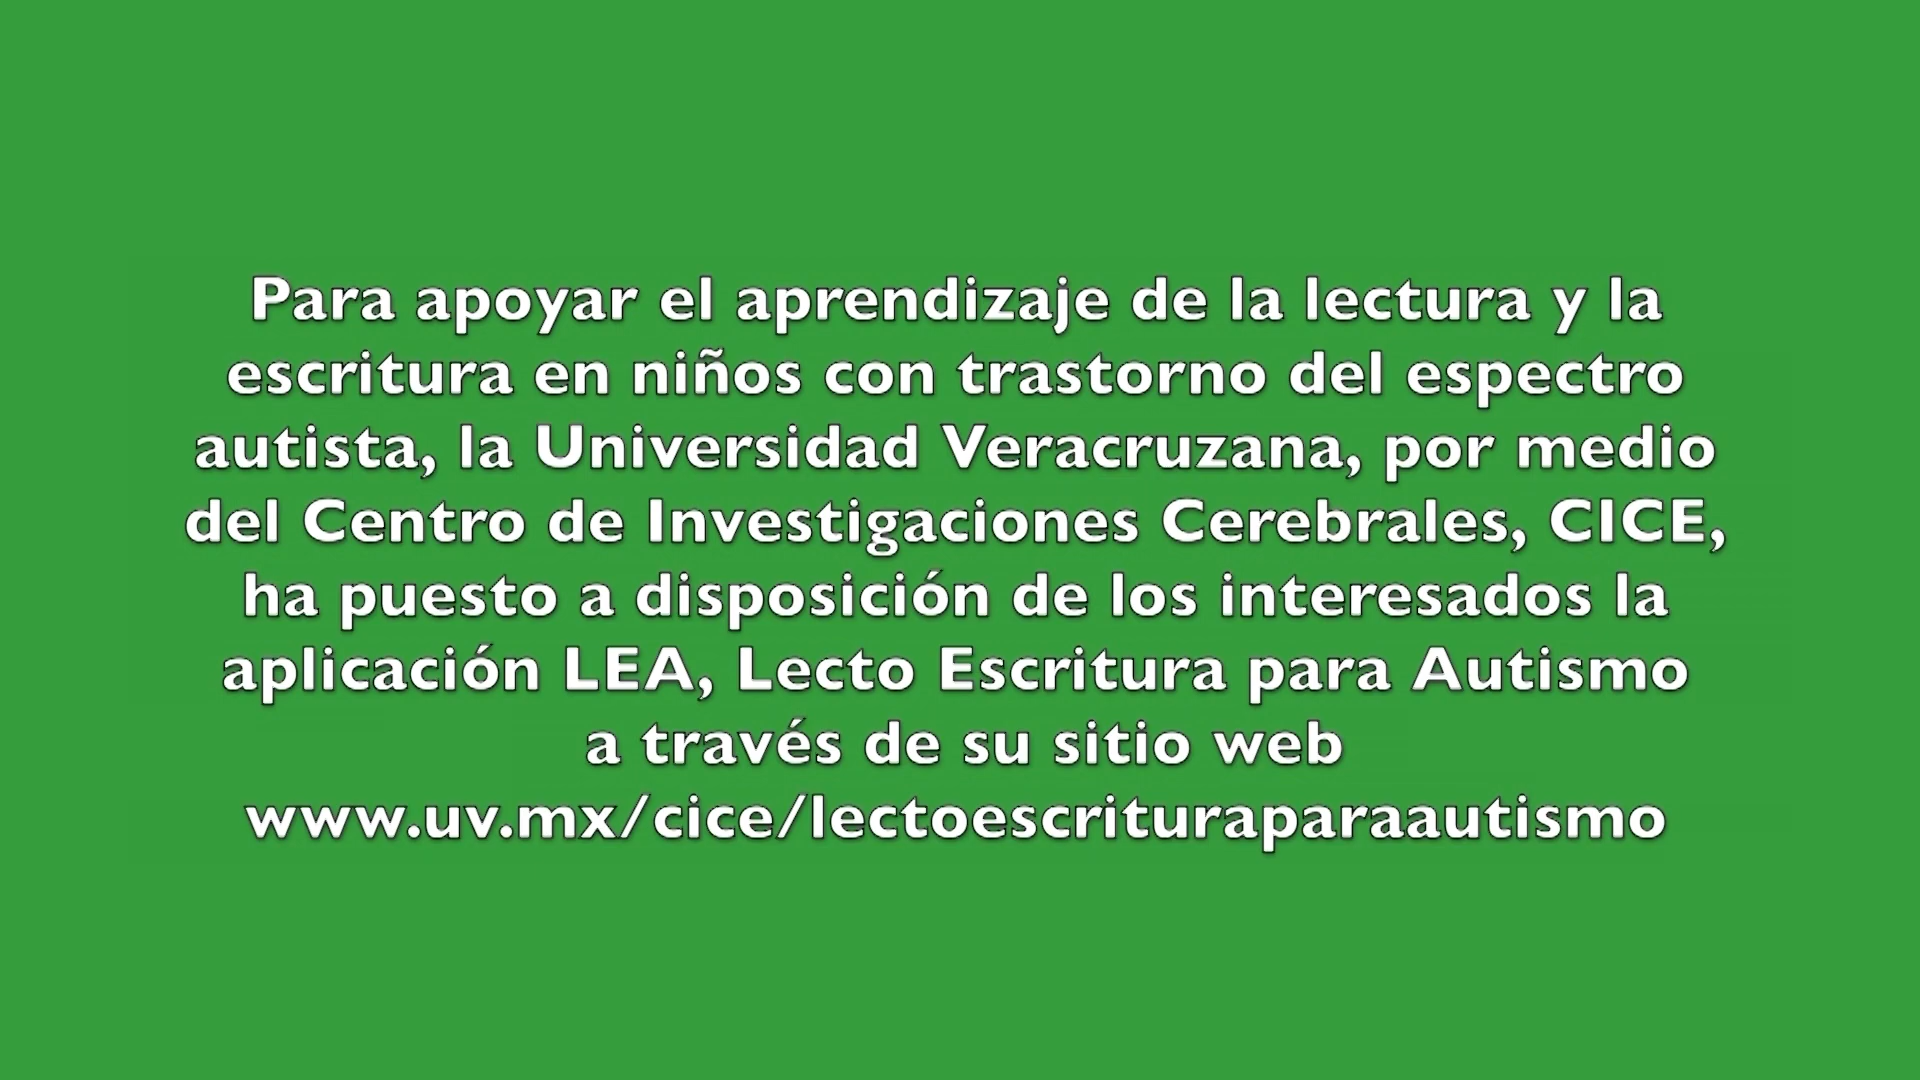 Para apoyar el aprendizaje de la lectura y la
escritura en niños con trastorno del espectro
autista, la Universidad Veracruzana, por medio
del Centro de Investigaciones Cerebrales, CICE,
ha puesto a disposición de los interesados la
aplicación LEA, Lecto Escritura para Autismo
a través de su sitio web
www.uv.mx/cice/lectoescrituraparaautismo